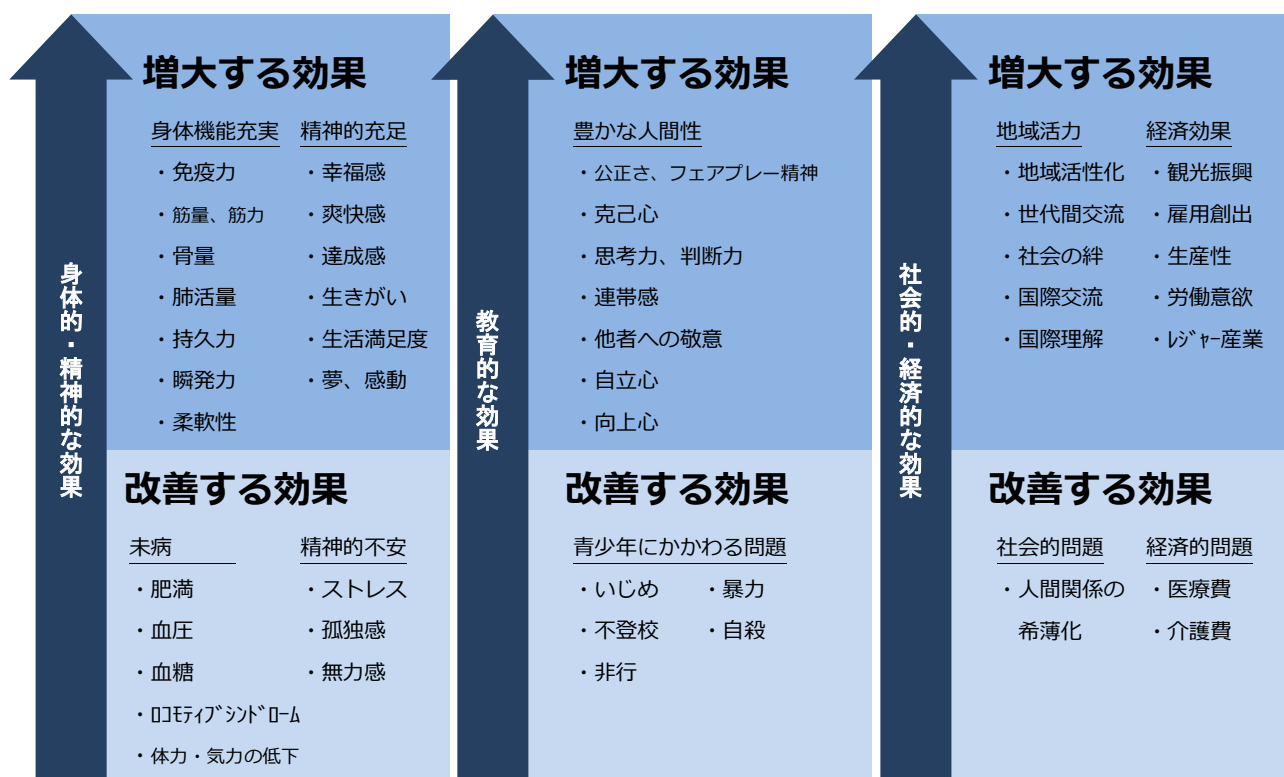 身体的・精神的な効果
増大する効果
身体機能充実
・免疫力
・筋量、筋力
・骨量
・肺活量
・持久力
・瞬発力
・柔軟性
精神的充足
・幸福感
・爽快感
・達成感
・生きがい
・生活満足度
・夢、感動
改善する効果
未病
・肥満
・血圧
・血糖
・ﾛｺﾓﾃｨﾌﾞｼﾝﾄﾞﾛｰﾑ
・体力・気力の低下
精神的不安
・ストレス
・孤独感
・無力感
教育的な効果
増大する効果
豊かな人間性
・公正さ、フェアプレー精神
・克己心
・思考力、判断力
・連帯感
・他者への敬意
・自立心
・向上心
改善する効果
青少年にかかわる問題
・いじめ ・暴力
・不登校 ・自殺
・非行
社会的・経済的な効果
増大する効果
地域活力
・地域活性化
・世代間交流
・社会の絆
・国際交流
・国際理解
経済効果
・観光振興
・雇用創出
・生産性
・労働意欲
・ﾚｼﾞｬｰ産業
改善する効果
社会的問題
・人間関係の
希薄化
経済的問題
・医療費
・介護費